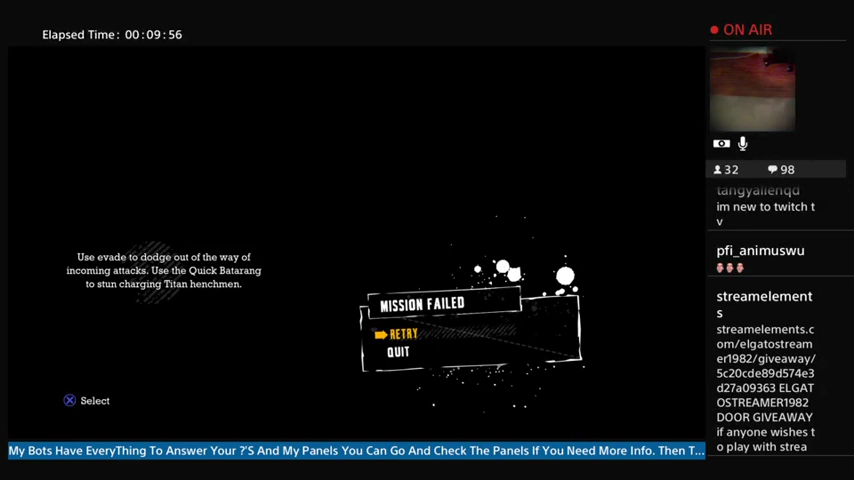 Elapsed Time: 00:09:56
ON AIR
32 98
tangyalienqd
im new to twitch t
v
pfi_animuswu
streamelement
s
streamelements.c
om/elgatostream
er1982/giveaway/
5c20cde89d574e3
d27a09363 ELGAT
OSTREAMER1982
DOOR GIVEAWAY
if anyone wishes t
o play with strea
Use evade to dodge out of the way of
incoming attacks. Use the Quick Batarang
to stun charging Titan henchmen.
MISSION FAILED
RETRY
QUIT
Select
My Bots Have EveryThing To Answer Your ?'S And My Panels You Can Go And Check The Panels If You Need More Info. Then T...